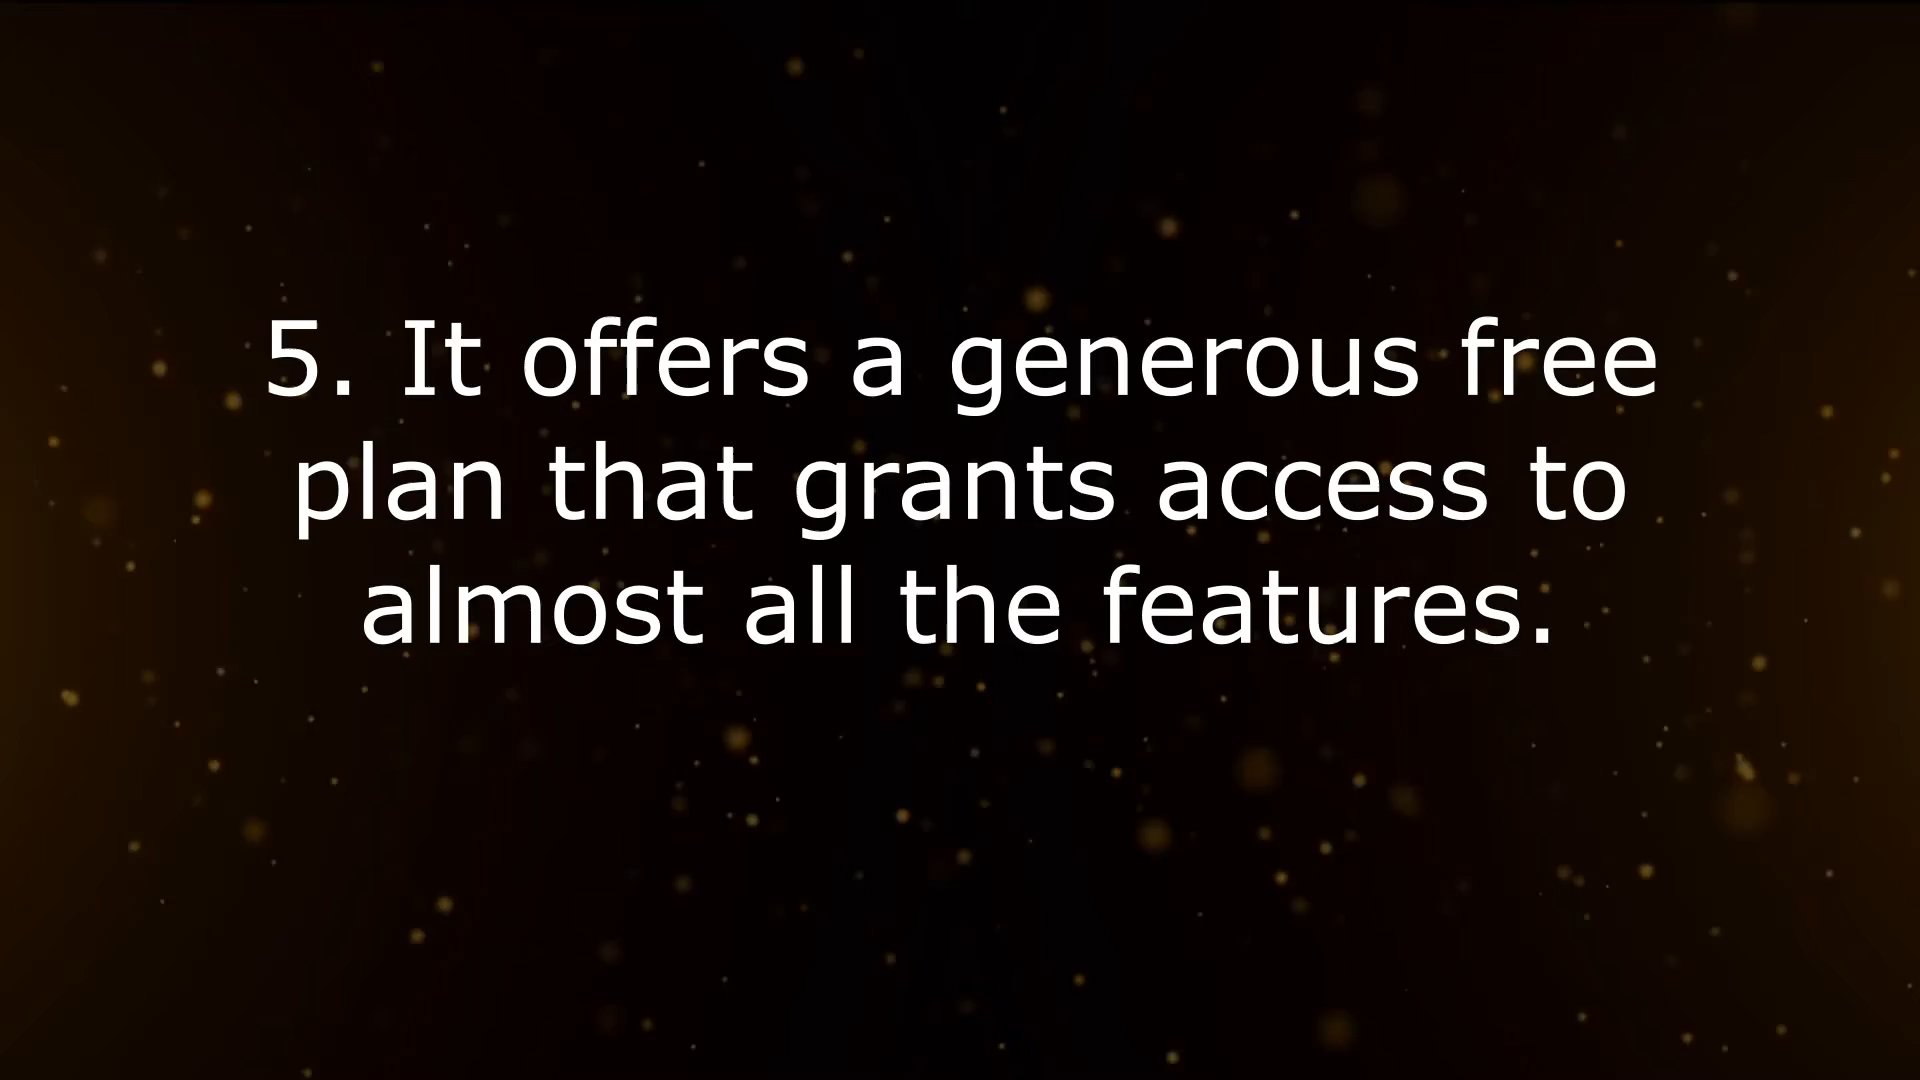 5. It offers a generous free
plan that grants access to
almost all the features.